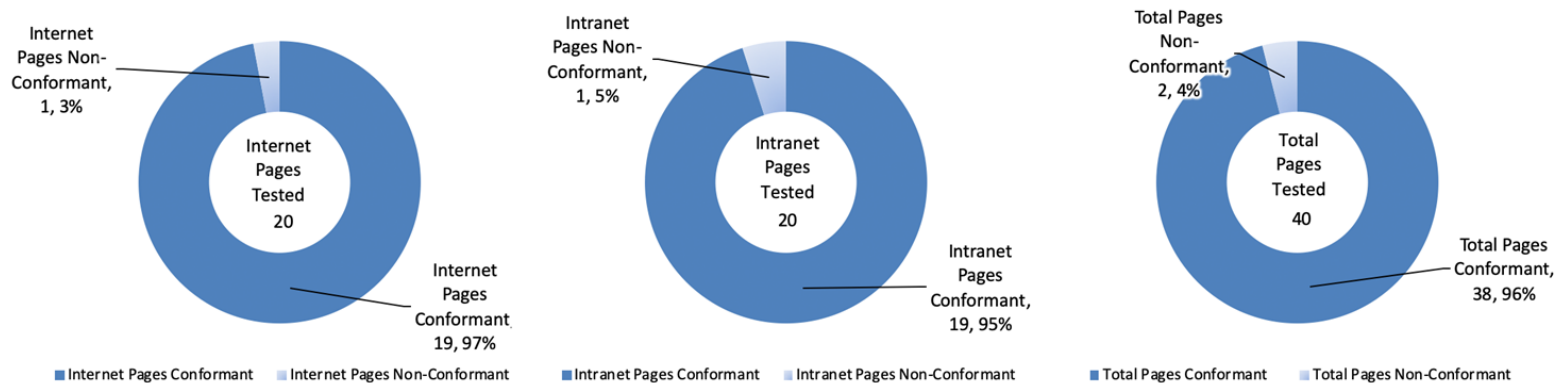 Internet
Pages Non-
Conformant,
1, 3%
Internet
Pages
Tested
20
Internet
Pages
Conformant,
19, 97%
Internet Pages Conformant
Internet Pages Non-Conformant
Intranet
Pages Non-
Conformant,
1, 5%
Intranet
Pages
Tested
20
Intranet
Pages
Conformant,
19, 95%
Intranet Pages Conformant
Intranet Pages Non-Conformant
Total Pages
Non-
Conformant,
2, 4%
Total
Pages
Tested
40
Total Pages
Conformant,
38, 96%
Total Pages Conformant
Total Pages Non-Conformant